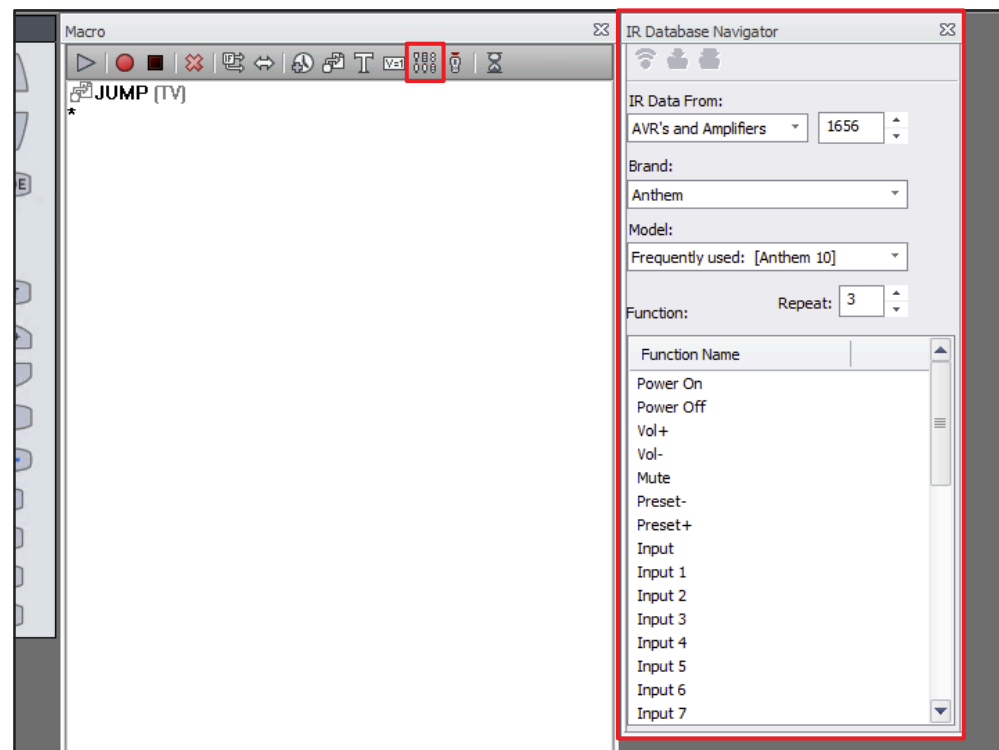 Macro
IF
T
V=1
JUMP (TV)
*
E
IR Database Navigator
IR Data From:
AVR's and Amplifiers
1656
Brand:
Anthem
Model:
Frequently used: [Anthem 10]
Repeat: 3
Function:
Function Name
Power On
Power Off
Vol+
Vol-
Mute
Preset-
Preset+
Input
Input 1
Input 2
Input 3
Input 4
Input 5
Input 6
Input 7